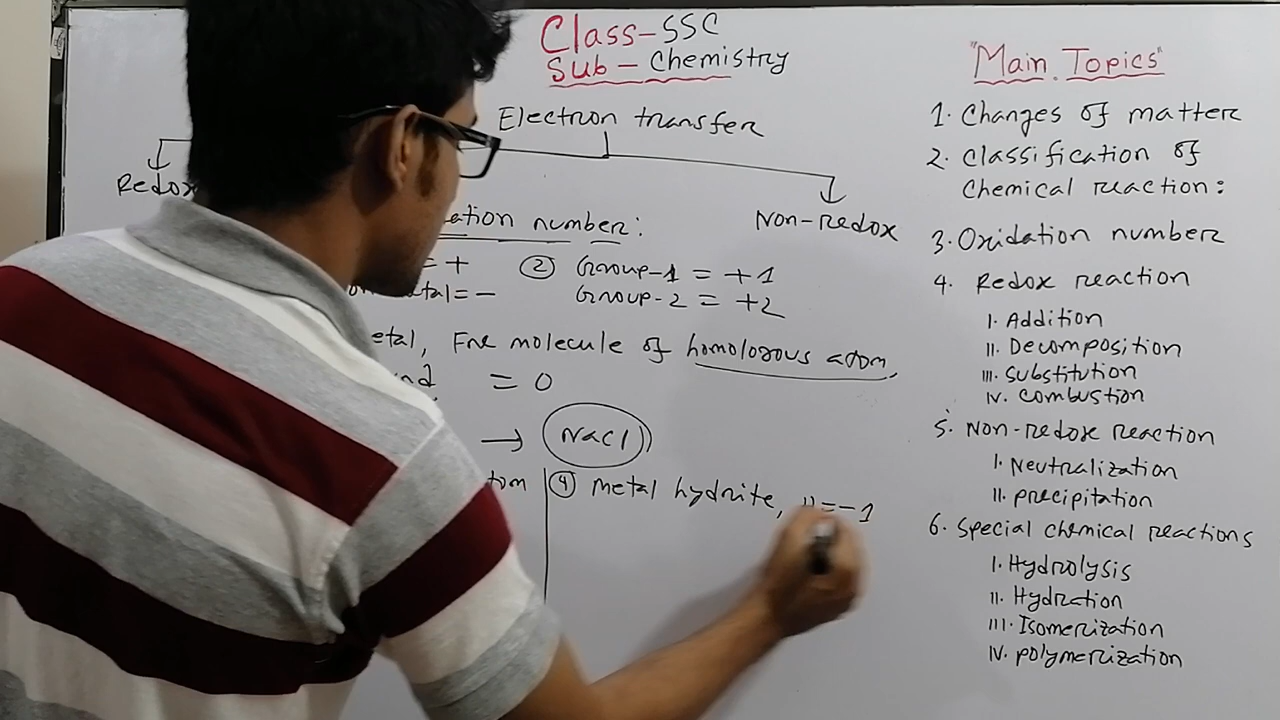 Class-SSC
Sub-Chemistry
Electron transfer
Redox
Non-Redox
ation number:
= +
② Group-1 = +1
etal= -
Group-2 = +2
etal, Free molecule of homologous atom,
= 0
→ NaCl
tom
④ Metal hydrite, H=-1
"Main Topics"
1. Changes of matter
2. Classification of
Chemical reaction:
3. Oxidation number
4. Redox reaction
I. Addition
II. Decomposition
III. Substitution
IV. Combustion
5. Non-redox reaction
I. Neutralization
II. Precipitation
6. Special chemical reactions
I. Hydrolysis
II. Hydration
III. Isomerization
IV. polymerization